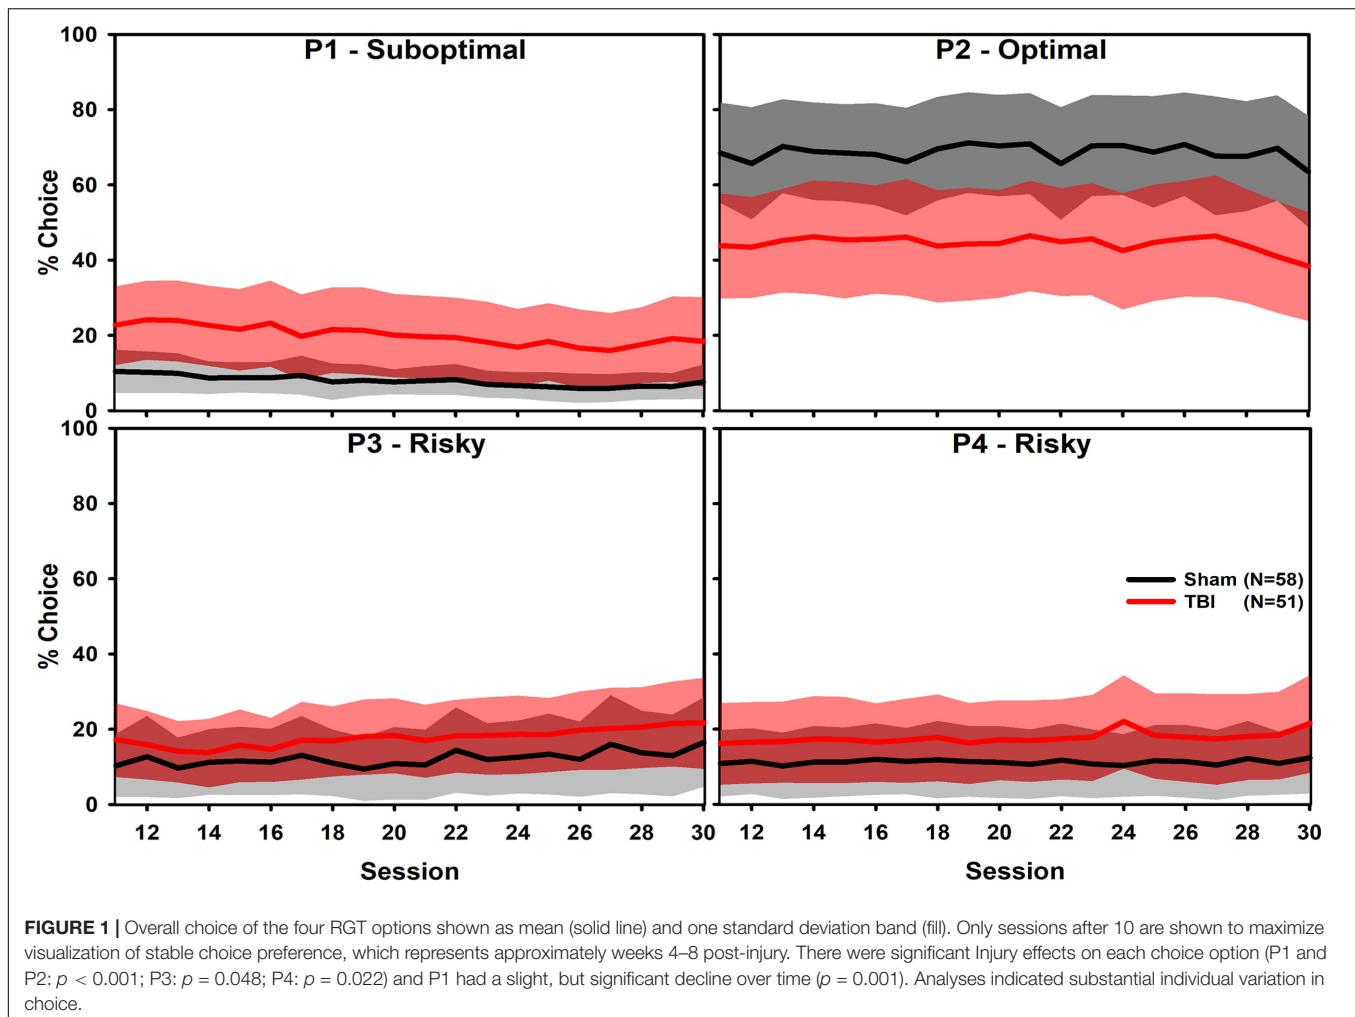 P1 - Suboptimal
P2 - Optimal
% Choice
100
80
60
40
20
0
P3 - Risky
P4 - Risky
% Choice
100
80
60
40
20
0
Sham (N=58)
TBI (N=51)
12 14 16 18 20 22 24 26 28 30
12 14 16 18 20 22 24 26 28 30
Session
Session
FIGURE 1 | Overall choice of the four RGT options shown as mean (solid line) and one standard deviation band (fill). Only sessions after 10 are shown to maximize
visualization of stable choice preference, which represents approximately weeks 4–8 post-injury. There were significant Injury effects on each choice option (P1 and
P2: p < 0.001; P3: p = 0.048; P4: p = 0.022) and P1 had a slight, but significant decline over time (p = 0.001). Analyses indicated substantial individual variation in
choice.